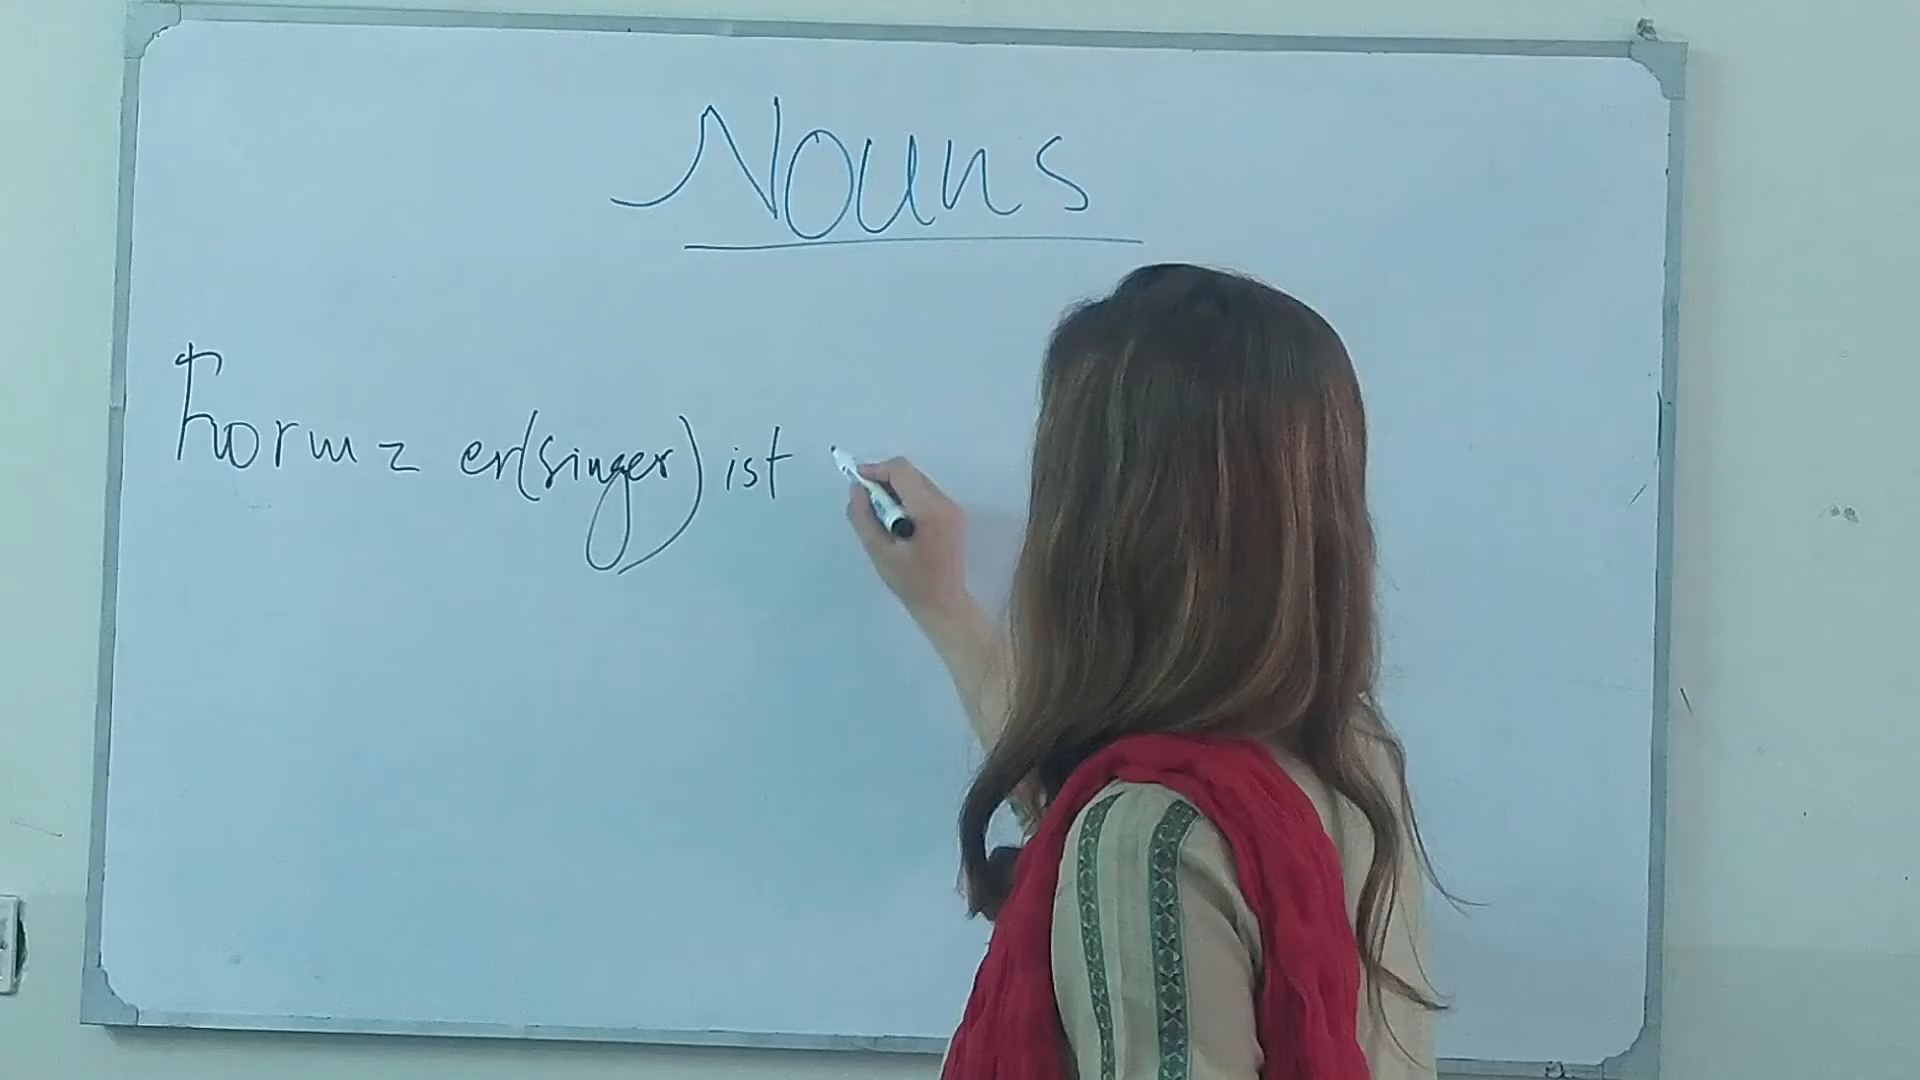 Nouns
Form = er(singer) ist